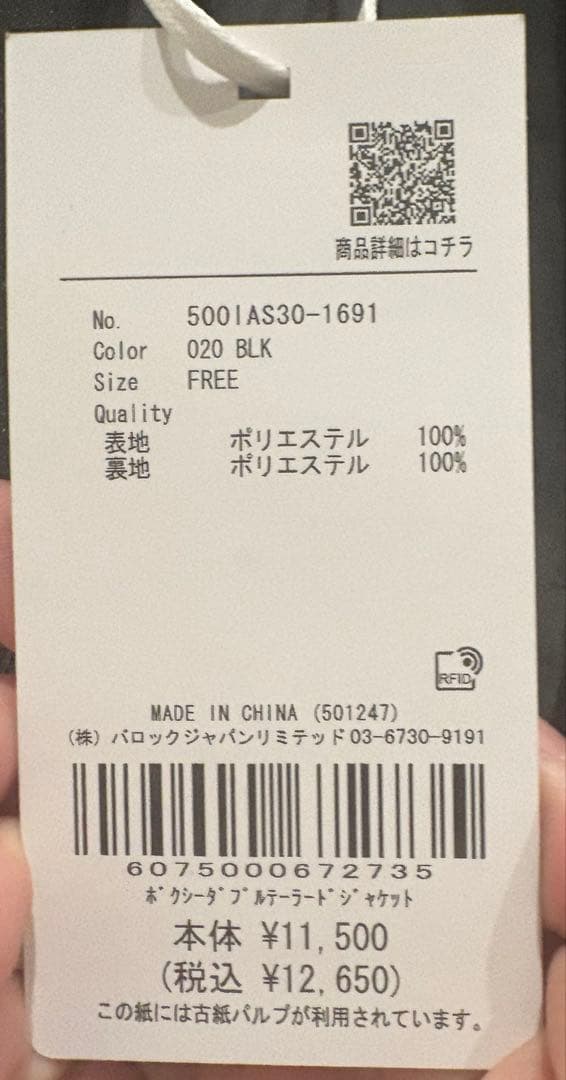 商品詳細はコチラ
No. 500IAS30-1691
Color 020 BLK
Size FREE
Quality
表地 ポリエステル 100%
裏地 ポリエステル 100%
RFID
MADE IN CHINA (501247)
(株) バロックジャパンリミテッド 03-6730-9191
6075000672735
ﾎﾞｸｼｰﾀﾞﾌﾞﾙﾃｰﾗｰﾄﾞｼﾞｬｹｯﾄ
本体 ¥11,500
(税込 ¥12,650)
この紙には古紙パルプが利用されています。